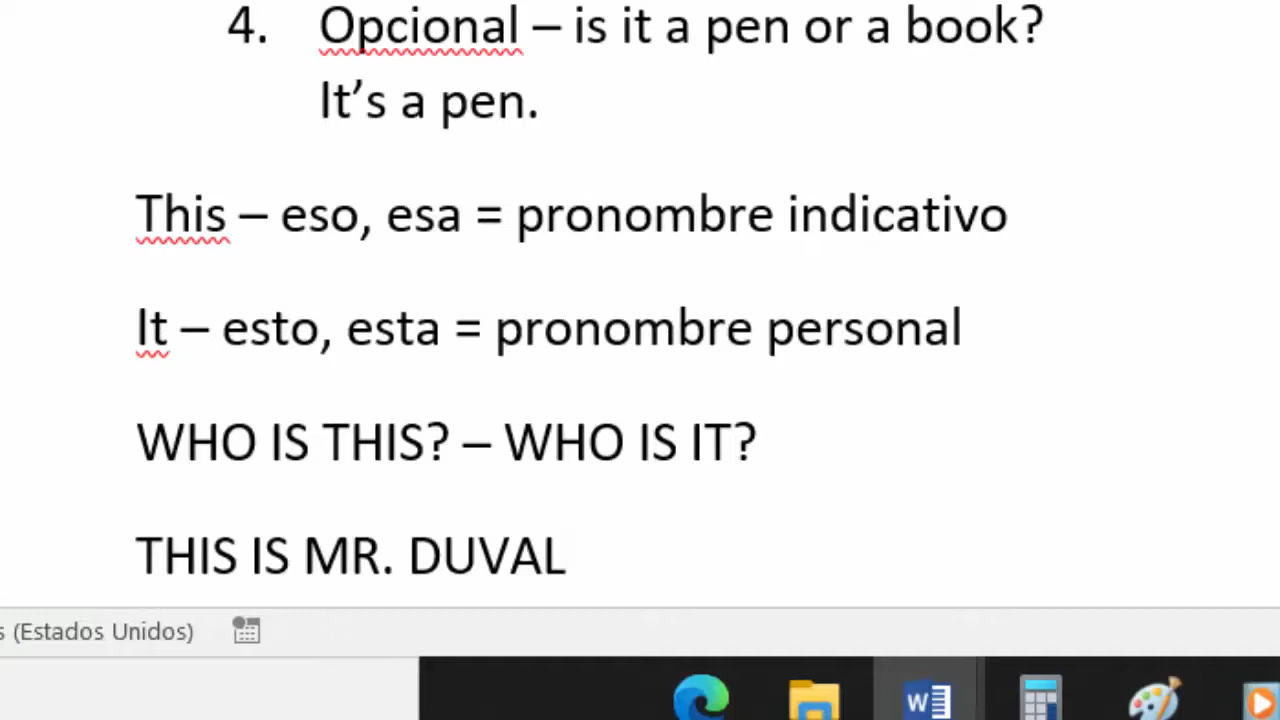 4. Opcional – is it a pen or a book?
It’s a pen.
This – eso, esa = pronombre indicativo
It – esto, esta = pronombre personal
WHO IS THIS? – WHO IS IT?
THIS IS MR. DUVAL
s (Estados Unidos)
W